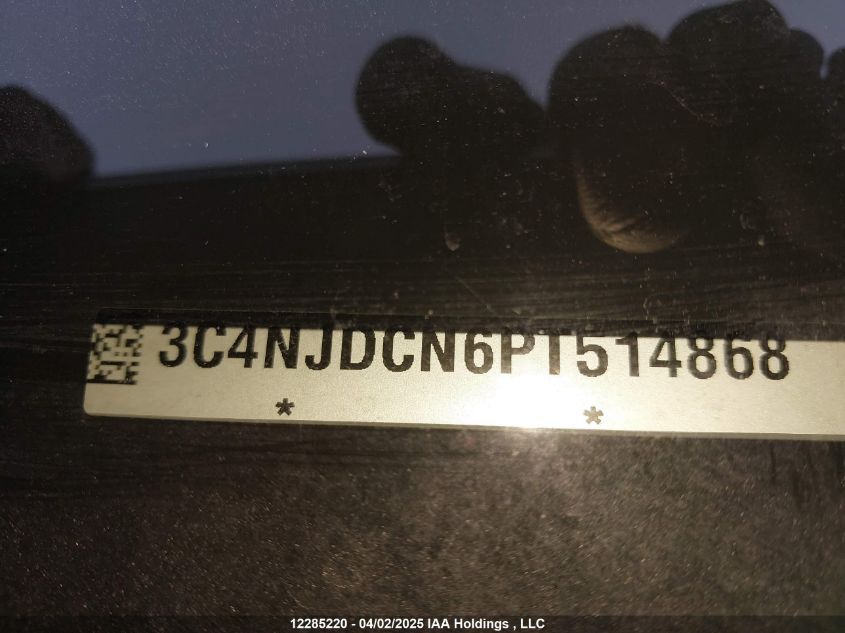 3C4NJDCN6PT514868
* *
12285220 - 04/02/2025 IAA Holdings , LLC